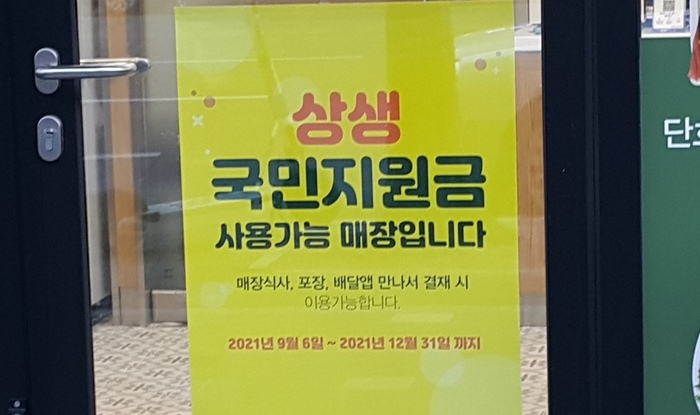 상생
국민지원금
사용가능 매장입니다
매장식사, 포장, 배달앱 만나서 결재 시
이용가능합니다.
2021년 9월 6일 ~ 2021년 12월 31일 까지